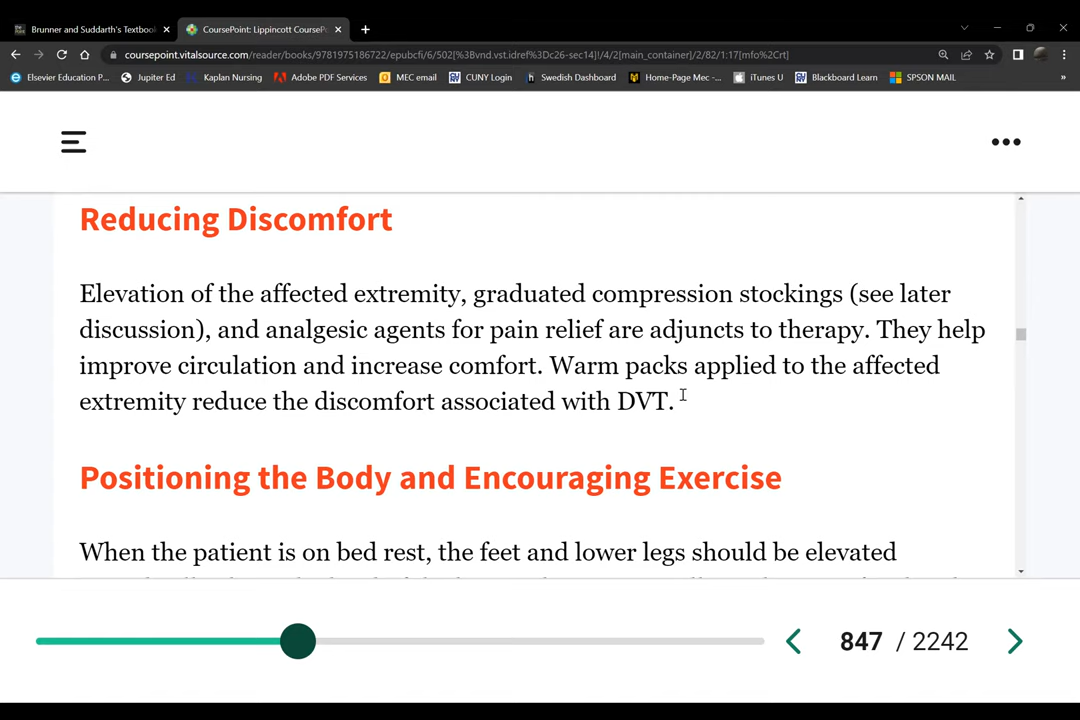 Brunner and Suddarth's Textbook
CoursePoint: Lippincott CourseP
coursepoint.vitalsource.com/reader/books/9781975186722/epubcfi/6/502[%3Bvnd.vst.idref%3Dc26-sec14]!/4/2[main_container]/2/82/1:17[mfo%2Crt]
Elsevier Education P... Jupiter Ed Kaplan Nursing Adobe PDF Services MEC email CUNY Login Swedish Dashboard Home-Page Mec -... iTunes U Blackboard Learn SPSON MAIL »
Reducing Discomfort
Elevation of the affected extremity, graduated compression stockings (see later
discussion), and analgesic agents for pain relief are adjuncts to therapy. They help
improve circulation and increase comfort. Warm packs applied to the affected
extremity reduce the discomfort associated with DVT.
Positioning the Body and Encouraging Exercise
When the patient is on bed rest, the feet and lower legs should be elevated
847 / 2242